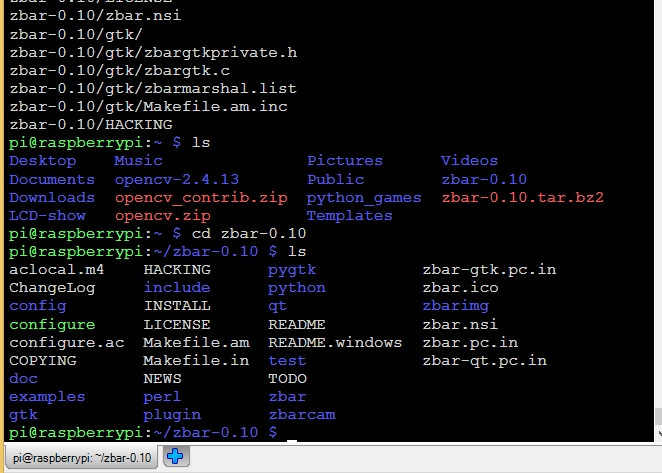 zbar-0.10/LICENSE
zbar-0.10/zbar.nsi
zbar-0.10/gtk/
zbar-0.10/gtk/zbargtkprivate.h
zbar-0.10/gtk/zbargtk.c
zbar-0.10/gtk/zbarmarshal.list
zbar-0.10/gtk/Makefile.am.inc
zbar-0.10/HACKING
pi@raspberrypi:~ $ ls
Desktop Music Pictures Videos
Documents opencv-2.4.13 Public zbar-0.10
Downloads opencv_contrib.zip python_games zbar-0.10.tar.bz2
LCD-show opencv.zip Templates
pi@raspberrypi:~ $ cd zbar-0.10
pi@raspberrypi:~/zbar-0.10 $ ls
aclocal.m4 HACKING pygtk zbar-gtk.pc.in
ChangeLog include python zbar.ico
config INSTALL qt zbarimg
configure LICENSE README zbar.nsi
configure.ac Makefile.am README.windows zbar.pc.in
COPYING Makefile.in test zbar-qt.pc.in
doc NEWS TODO
examples perl zbar
gtk plugin zbarcam
pi@raspberrypi:~/zbar-0.10 $
pi@raspberrypi: ~/zbar-0.10